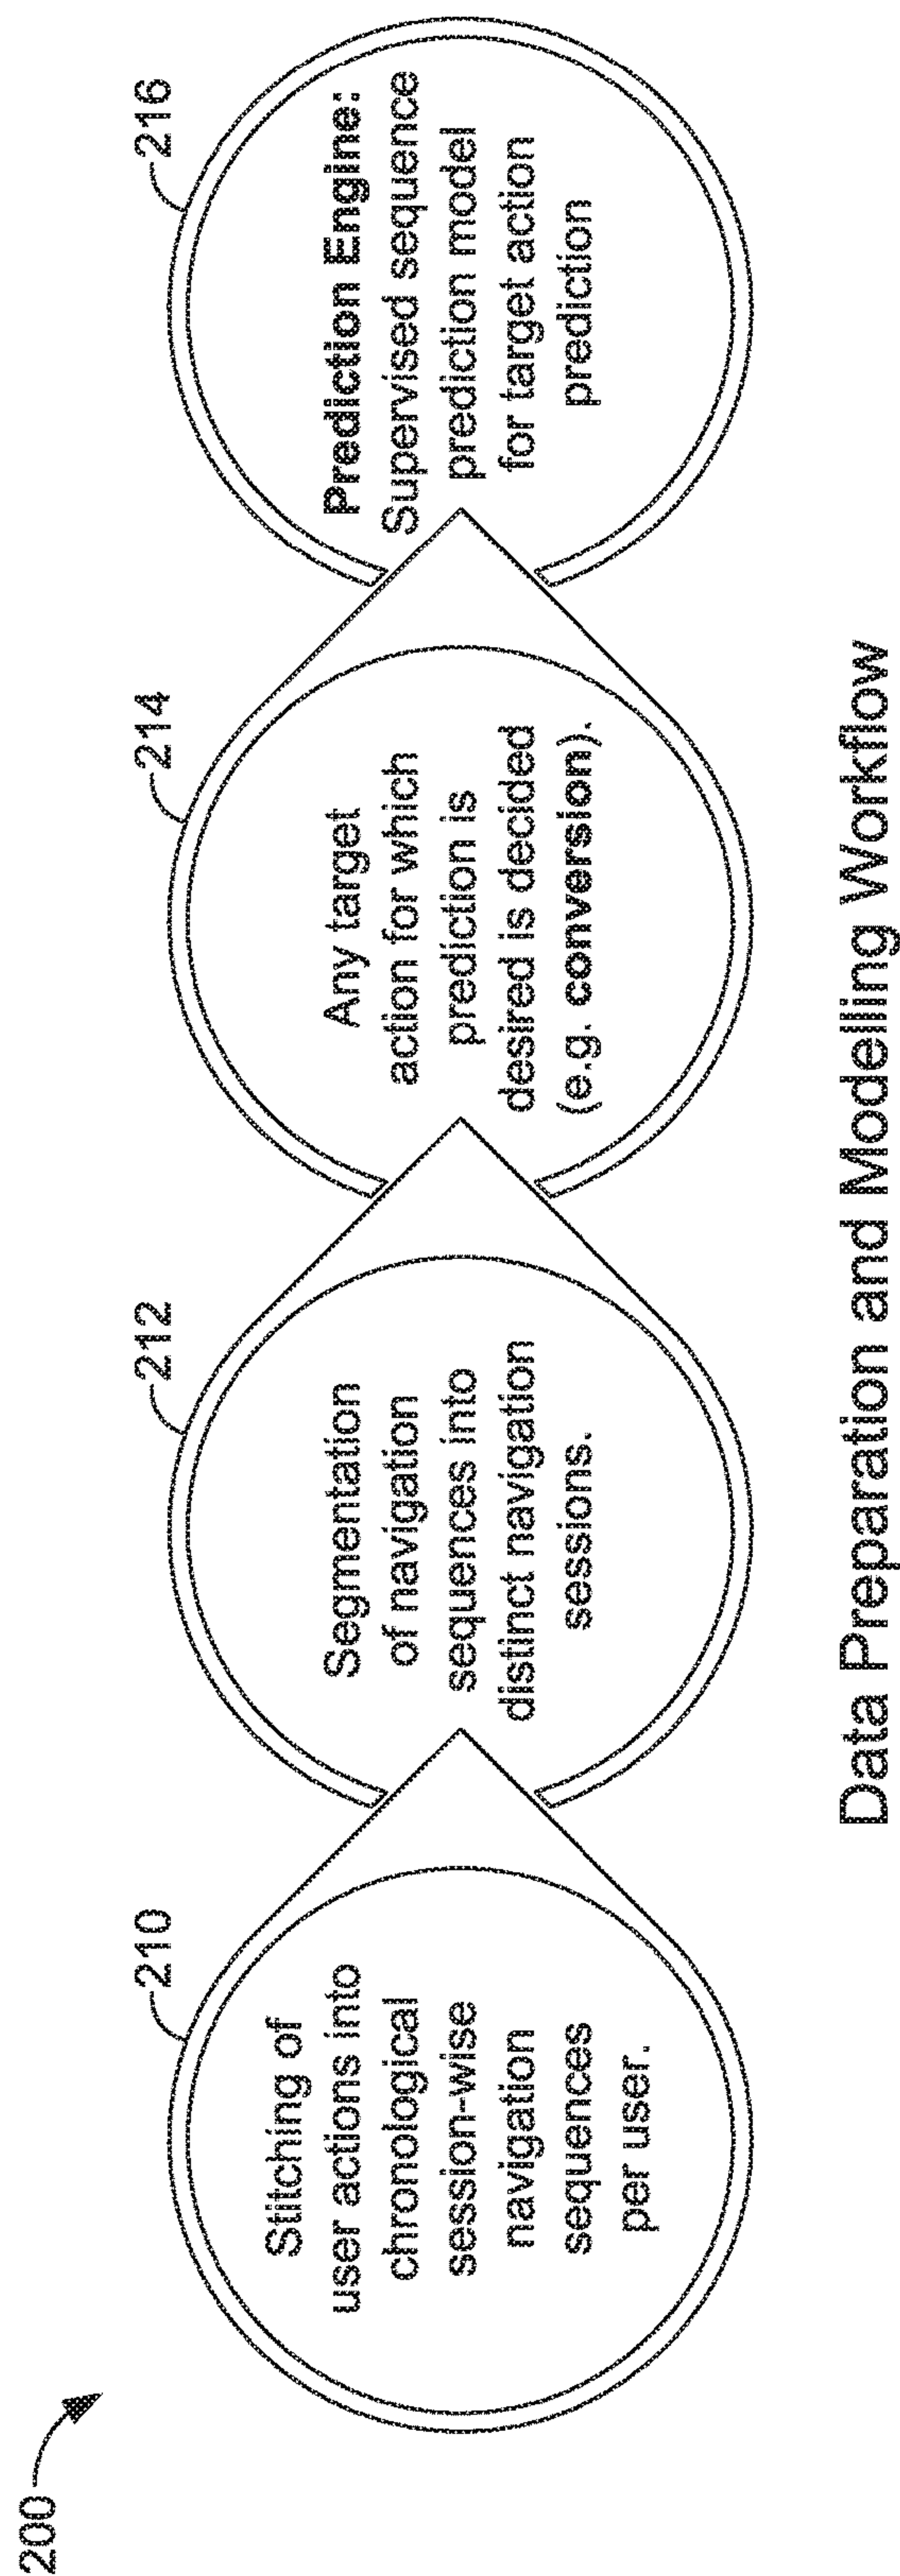 200
210
Stitching of
user actions into
chronological
session-wise
navigation
sequences
per user.
212
Segmentation
of navigation
sequences into
distinct navigation
sessions.
214
Any target
action for which
prediction is
desired is decided
(e.g. conversion).
216
Prediction Engine:
Supervised sequence
prediction model
for target action
prediction
Data Preparation and Modelling Workflow